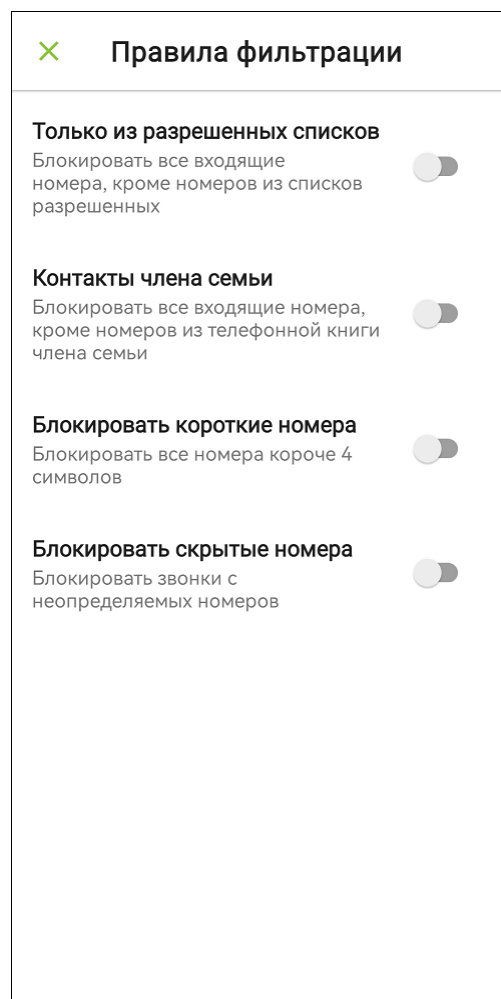 Правила фильтрации
Только из разрешенных списков
Блокировать все входящие
номера, кроме номеров из списков
разрешенных
Контакты члена семьи
Блокировать все входящие номера,
кроме номеров из телефонной книги
члена семьи
Блокировать короткие номера
Блокировать все номера короче 4
символов
Блокировать скрытые номера
Блокировать звонки с
неопределяемых номеров